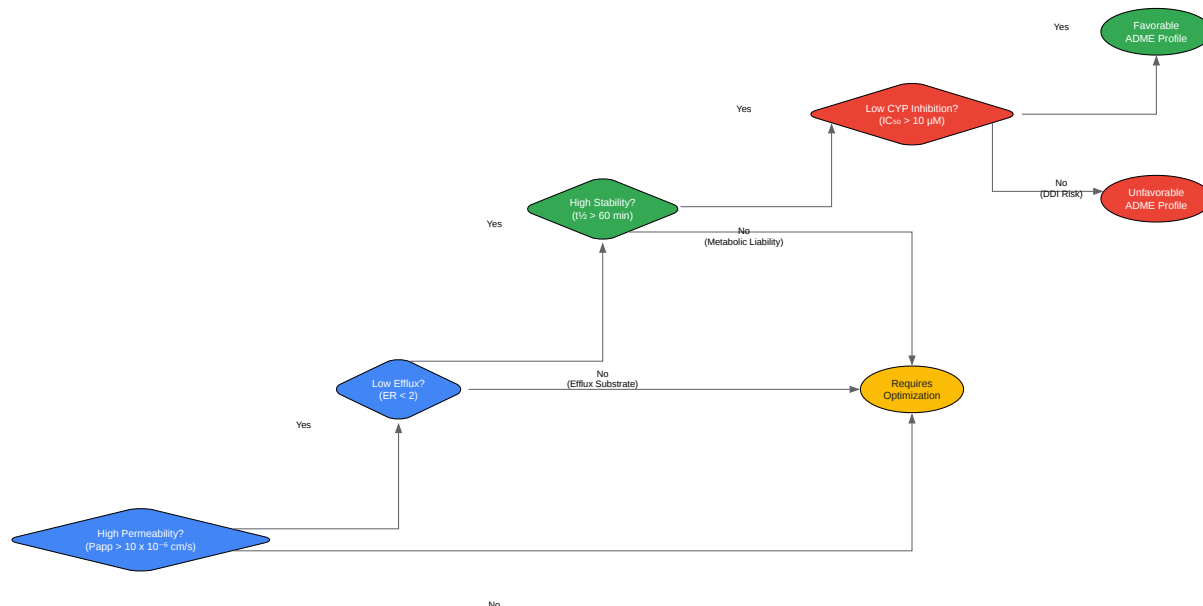 Yes
Favorable
ADME Profile
Yes
Low CYP Inhibition?
(IC₅₀ > 10 µM)
No
(DDI Risk)
Unfavorable
ADME Profile
Yes
High Stability?
(t½ > 60 min)
No
(Metabolic Liability)
Low Efflux?
(ER < 2)
No
(Efflux Substrate)
Requires
Optimization
Yes
High Permeability?
(Papp > 10 x 10⁻⁶ cm/s)
No